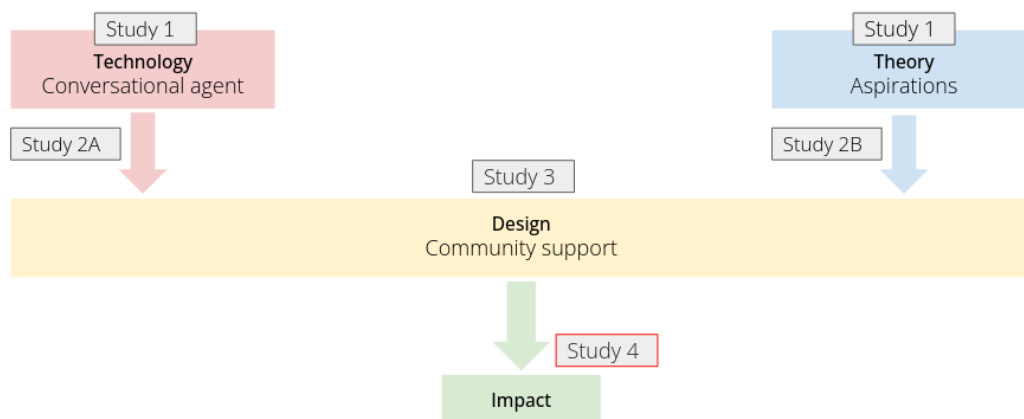 Study 1
Technology
Conversational agent
Study 1
Theory
Aspirations
Study 2A
Study 2B
Study 3
Design
Community support
Study 4
Impact